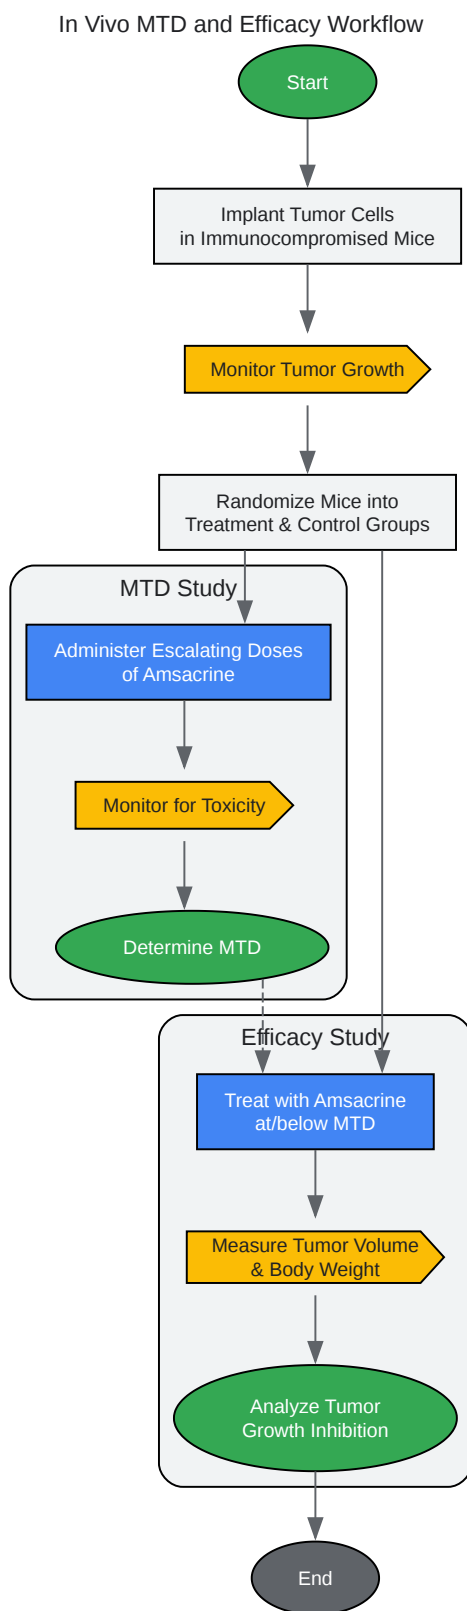 In Vivo MTD and Efficacy Workflow
Start
Implant Tumor Cells
in Immunocompromised Mice
Monitor Tumor Growth
Randomize Mice into
Treatment & Control Groups
MTD Study
Administer Escalating Doses
of Amsacrine
Monitor for Toxicity
Determine MTD
Efficacy Study
Treat with Amsacrine
at/below MTD
Measure Tumor Volume
& Body Weight
Analyze Tumor
Growth Inhibition
End